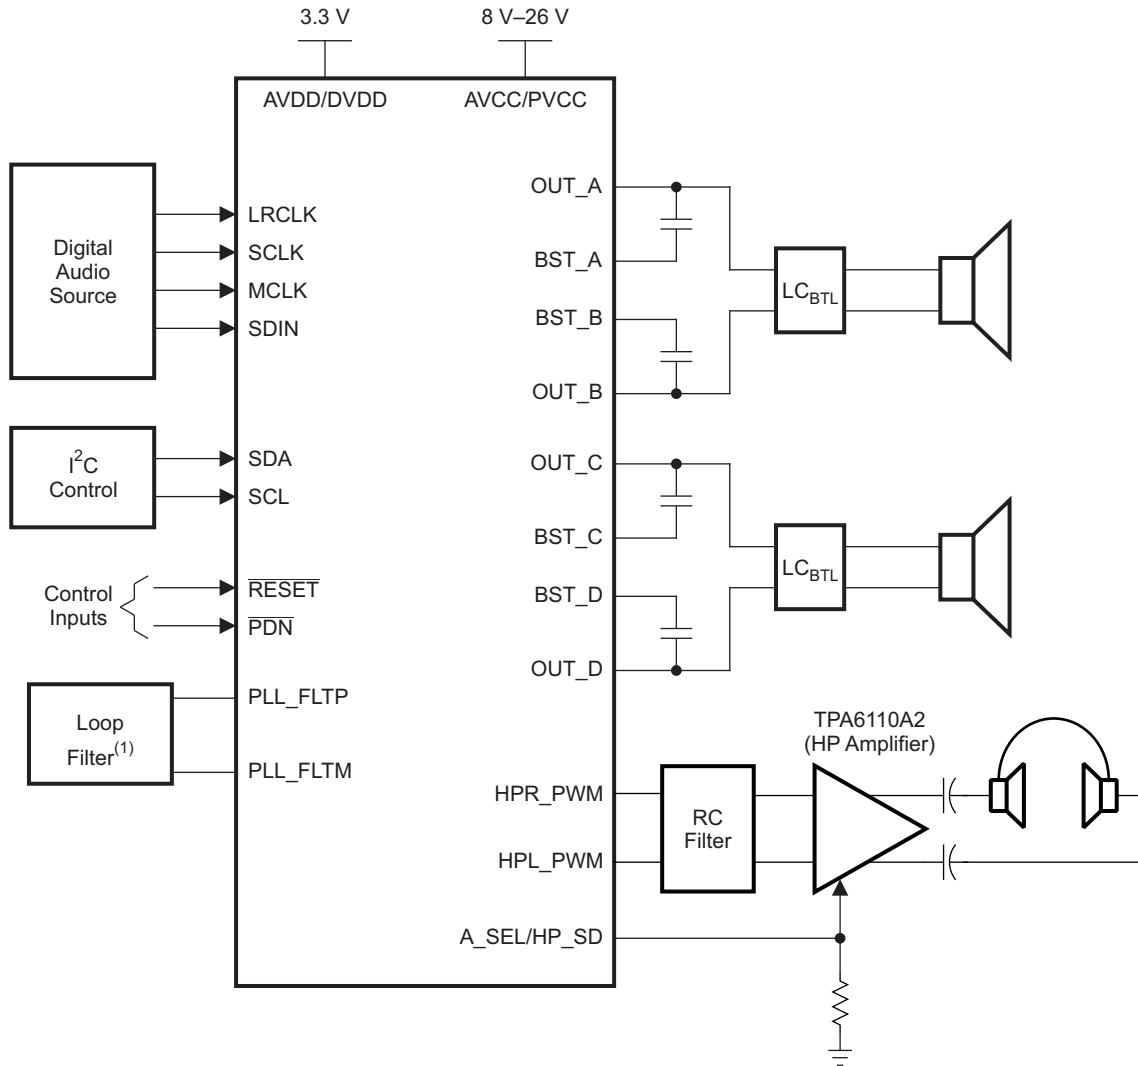 3.3 V
8 V–26 V
AVDD/DVDD
AVCC/PVCC
Digital
Audio
Source
LRCLK
SCLK
MCLK
SDIN
I²C
Control
SDA
SCL
Control
Inputs
RESET
PDN
Loop
Filter(1)
PLL_FLTP
PLL_FLTM
OUT_A
BST_A
BST_B
OUT_B
LCBTL
OUT_C
BST_C
BST_D
OUT_D
LCBTL
TPA6110A2
(HP Amplifier)
HPR_PWM
HPL_PWM
RC
Filter
A_SEL/HP_SD